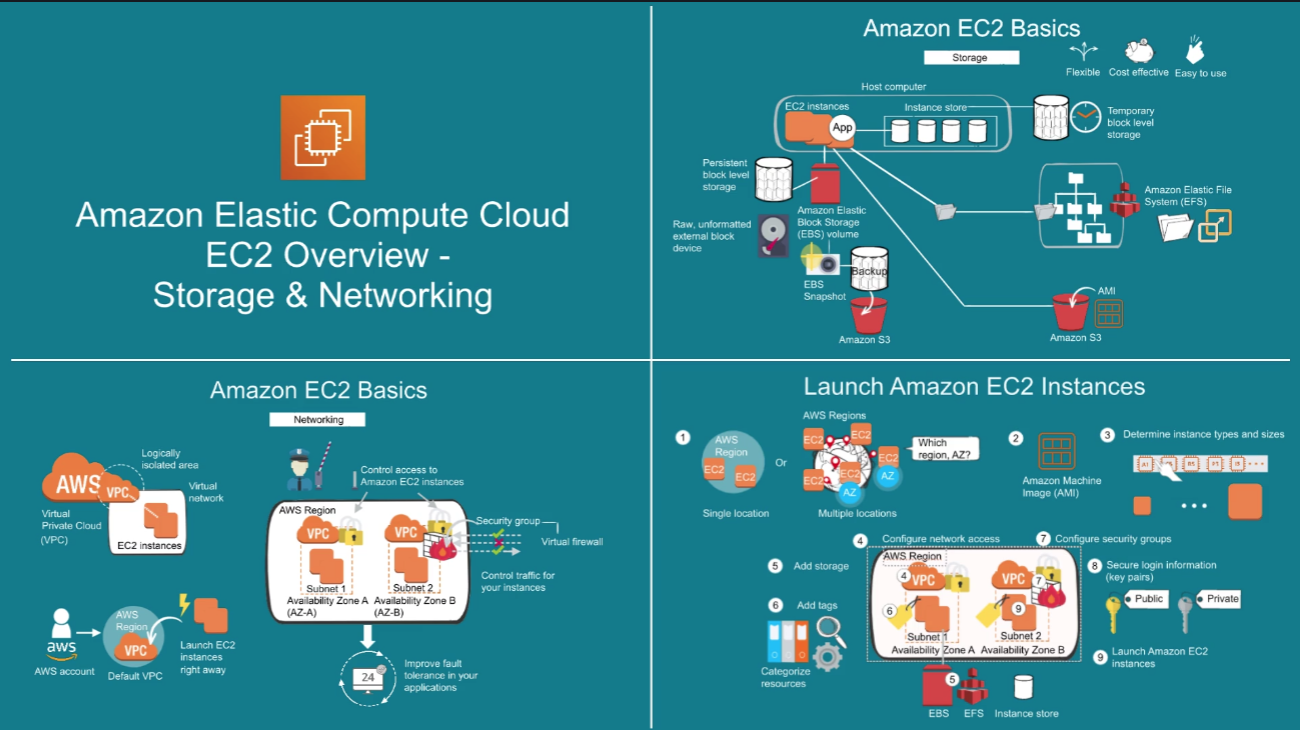 Amazon Elastic Compute Cloud
EC2 Overview -
Storage & Networking
Amazon EC2 Basics
Storage
Flexible
Cost effective
Easy to use
Host computer
EC2 instances
App
Instance store
Temporary
block level
storage
Persistent
block level
storage
Amazon Elastic
Block Storage
(EBS) volume
Raw, unformatted
external block
device
EBS
Snapshot
Backup
Amazon S3
Amazon Elastic File
System (EFS)
AMI
Amazon S3
Amazon EC2 Basics
Networking
Logically
isolated area
AWS
VPC
Virtual
network
Virtual
Private Cloud
(VPC)
EC2 instances
Control access to
Amazon EC2 instances
AWS Region
VPC
VPC
Subnet 1
Subnet 2
Availability Zone A
(AZ-A)
Availability Zone B
(AZ-B)
Security group
Virtual firewall
Control traffic for
your instances
aws
AWS account
AWS
Region
VPC
Default VPC
Launch EC2
instances
right away
24
Improve fault
tolerance in your
applications
Launch Amazon EC2 Instances
1
AWS
Region
EC2
EC2
Single location
Or
AWS Regions
EC2
EC2
EC2
EC2
EC2
AZ
AZ
Multiple locations
Which
region, AZ?
2
Amazon Machine
Image (AMI)
3
Determine instance types and sizes
4
Configure network access
7
Configure security groups
5
Add storage
6
Add tags
Categorize
resources
AWS Region
4
VPC
VPC
7
6
9
Subnet 1
Subnet 2
Availability Zone A
Availability Zone B
5
EBS
EFS
Instance store
8
Secure login information
(key pairs)
Public
Private
9
Launch Amazon EC2
instances